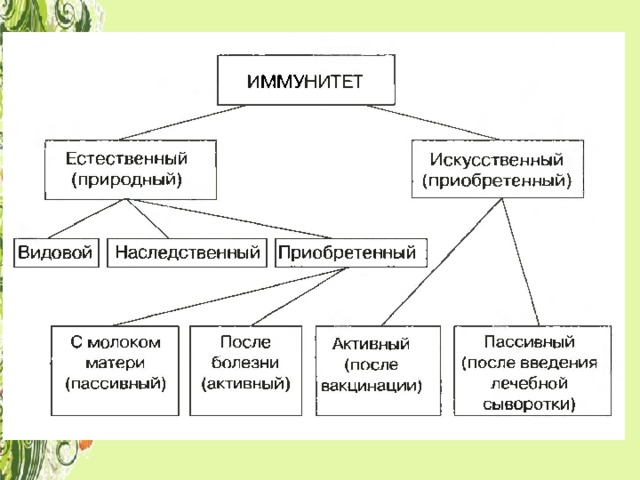 ИММУНИТЕТ
Естественный
(природный)
Искусственный
(приобретенный)
Видовой
Наследственный
Приобретенный
С молоком
матери
(пассивный)
После
болезни
(активный)
Активный
(после
вакцинации)
Пассивный
(после введения
лечебной
сыворотки)